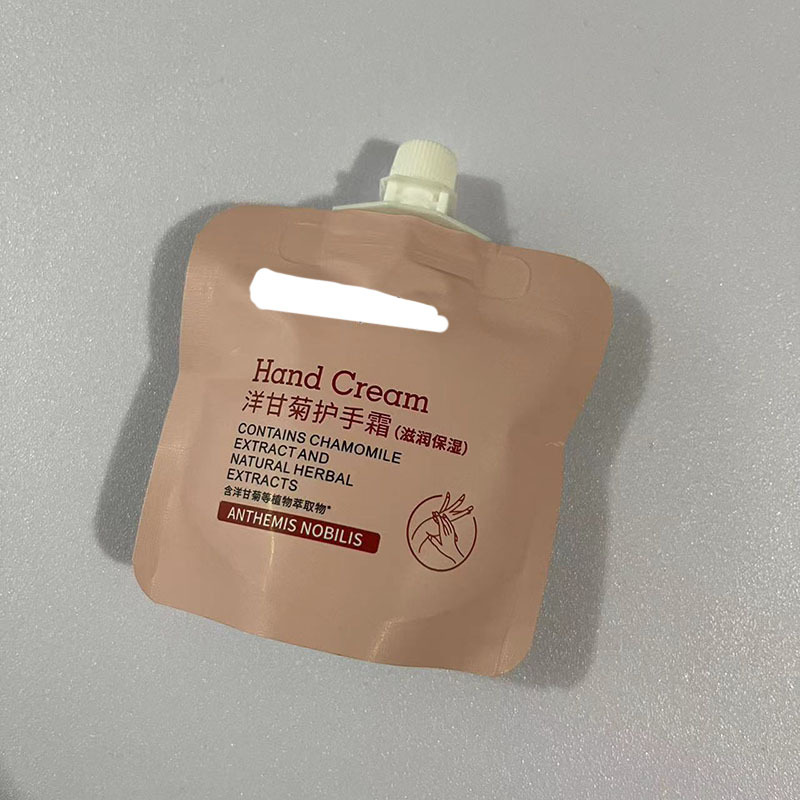 Hand Cream
洋甘菊护手霜(滋润保湿)
CONTAINS CHAMOMILE
EXTRACT AND
NATURAL HERBAL
EXTRACTS
含洋甘菊等植物萃取物*
ANTHEMIS NOBILIS